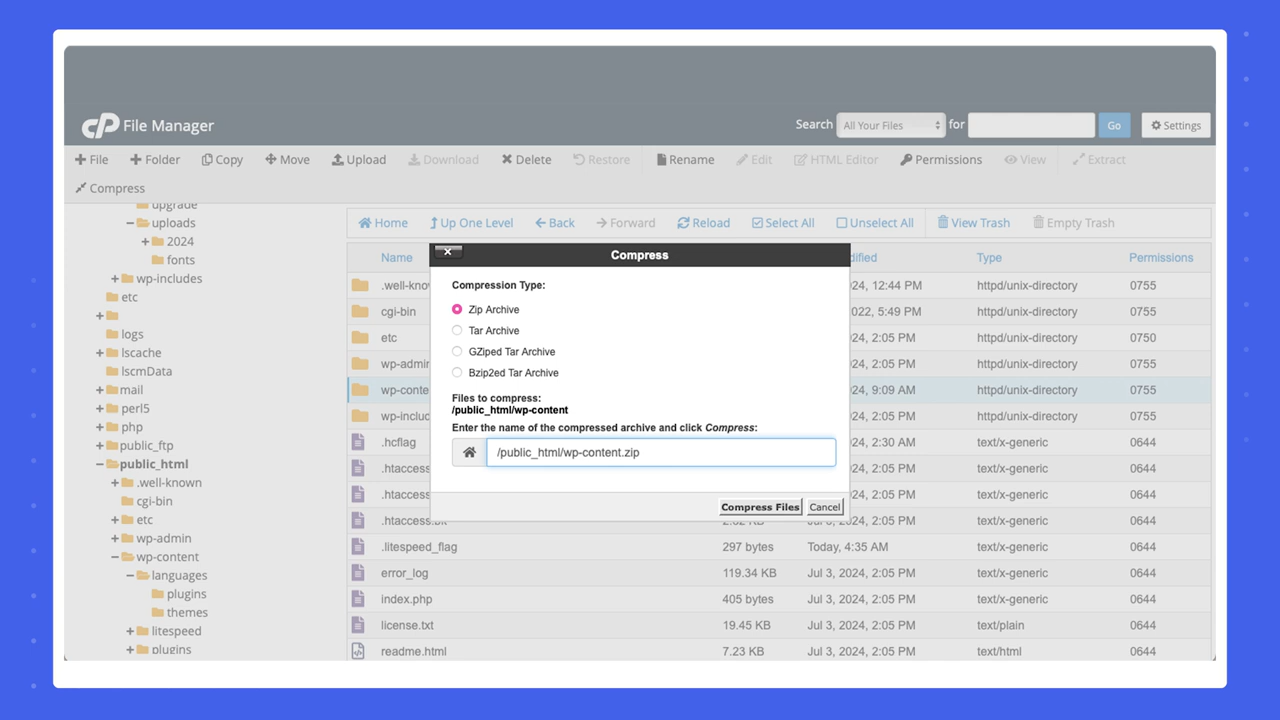 cP File Manager
Search All Your Files for Go Settings
File Folder Copy Move Upload Download Delete Restore Rename Edit HTML Editor Permissions View Extract
Compress
upgrade
uploads
2024
fonts
wp-includes
etc
logs
lscache
lscmData
mail
perl5
php
public_ftp
public_html
.well-known
cgi-bin
etc
wp-admin
wp-content
languages
plugins
themes
litespeed
plugins
Home Up One Level Back Forward Reload Select All Unselect All View Trash Empty Trash
Name Type Permissions
24, 12:44 PM httpd/unix-directory 0755
cgi-bin 022, 5:49 PM httpd/unix-directory 0755
etc 24, 2:05 PM httpd/unix-directory 0750
24, 2:05 PM httpd/unix-directory 0755
24, 9:09 AM httpd/unix-directory 0755
24, 2:05 PM httpd/unix-directory 0755
.hcflag 24, 2:30 AM text/x-generic 0644
.htaccess 24, 2:05 PM text/x-generic 0644
.htaccess 24, 2:05 PM text/x-generic 0644
text/x-generic 0644
.litespeed_flag 297 bytes Today, 4:35 AM text/x-generic 0644
error_log 119.34 KB Jul 3, 2024, 2:05 PM text/x-generic 0644
index.php 405 bytes Jul 3, 2024, 2:05 PM text/x-generic 0644
license.txt 19.45 KB Jul 3, 2024, 2:05 PM text/plain 0644
readme.html 7.23 KB Jul 3, 2024, 2:05 PM text/html 0644
Compress
Compression Type:
Zip Archive
Tar Archive
GZiped Tar Archive
Bzip2ed Tar Archive
Files to compress:
/public_html/wp-content
Enter the name of the compressed archive and click Compress:
/public_html/wp-content.zip
Compress Files Cancel